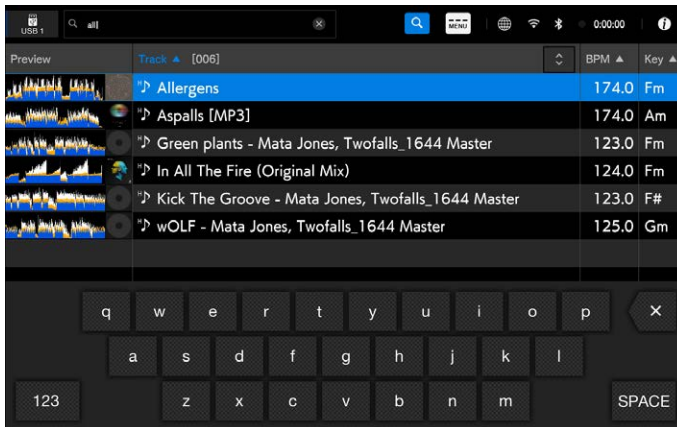 USB 1 all MENU 0:00:00 i
Preview Track ▲ [006] BPM ▲ Key ▲
Allergens 174.0 Fm
Aspalls [MP3] 174.0 Am
Green plants - Mata Jones, Twofalls_1644 Master 123.0 Fm
In All The Fire (Original Mix) 124.0 Fm
Kick The Groove - Mata Jones, Twofalls_1644 Master 123.0 F#
wOLF - Mata Jones, Twofalls_1644 Master 125.0 Gm
q w e r t y u i o p ×
a s d f g h j k l
123 z x c v b n m SPACE